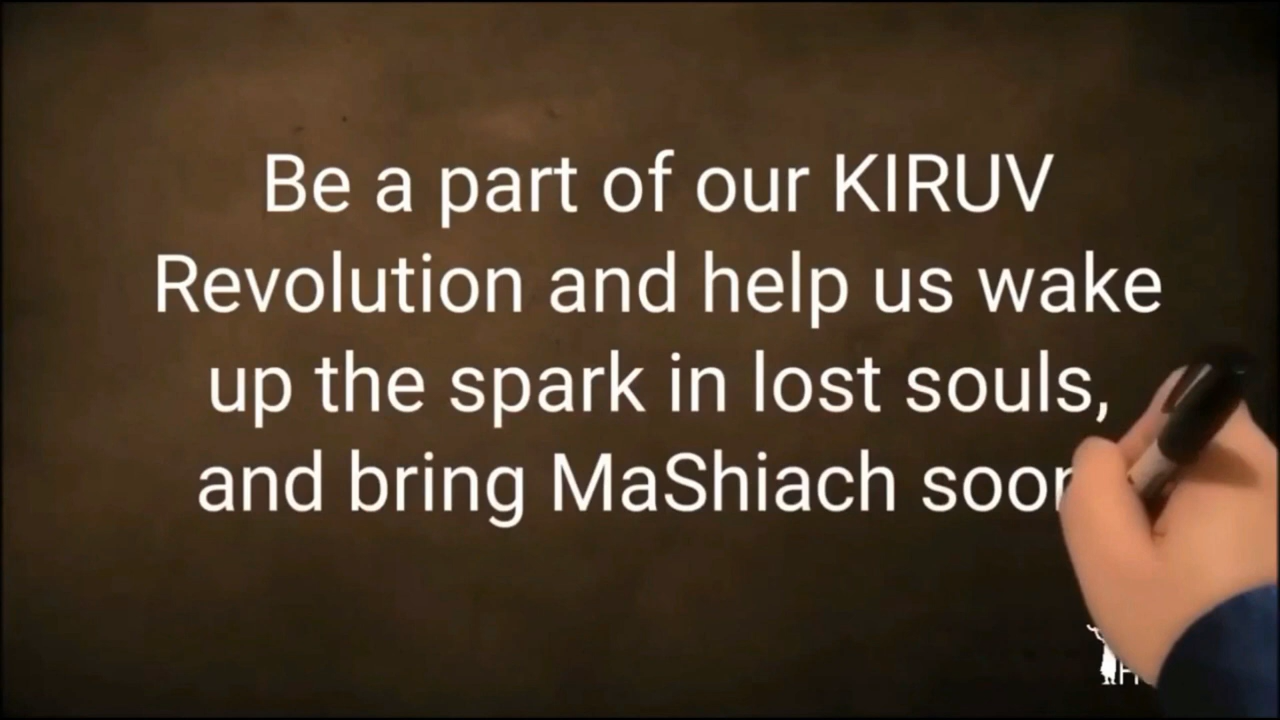 Be a part of our KIRUV
Revolution and help us wake
up the spark in lost souls,
and bring MaShiach soon